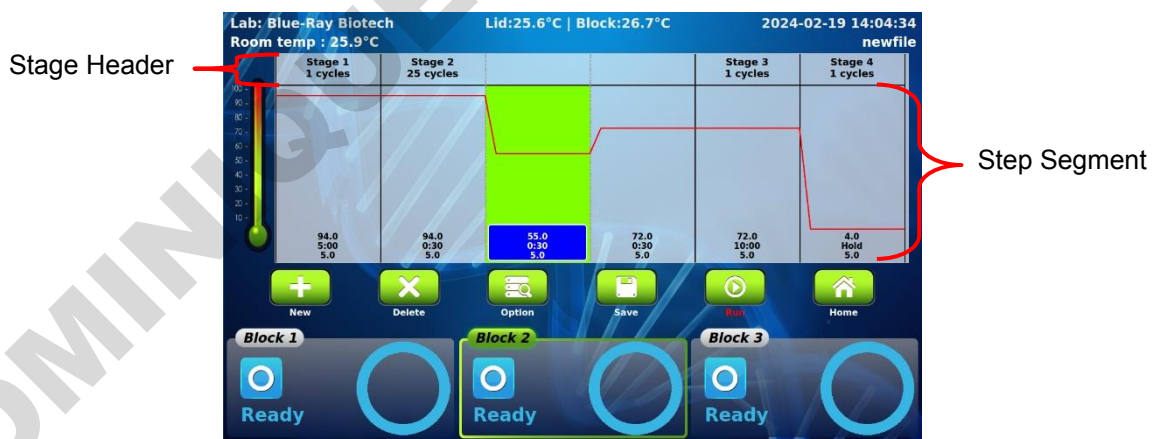 Lab: Blue-Ray Biotech Lid:25.6°C | Block:26.7°C 2024-02-19 14:04:34
Room temp : 25.9°C newfile
Stage Header
Stage 1 Stage 2 Stage 3 Stage 4
1 cycles 25 cycles 1 cycles 1 cycles
100
90
80
70
60
50
40
30
20
10
Step Segment
94.0 94.0 55.0 72.0 72.0 4.0
5:00 0:30 0:30 0:30 10:00 Hold
5.0 5.0 5.0 5.0 5.0 5.0
New Delete Option Save Run Home
Block 1 Block 2 Block 3
Ready Ready Ready
OMINIQUE